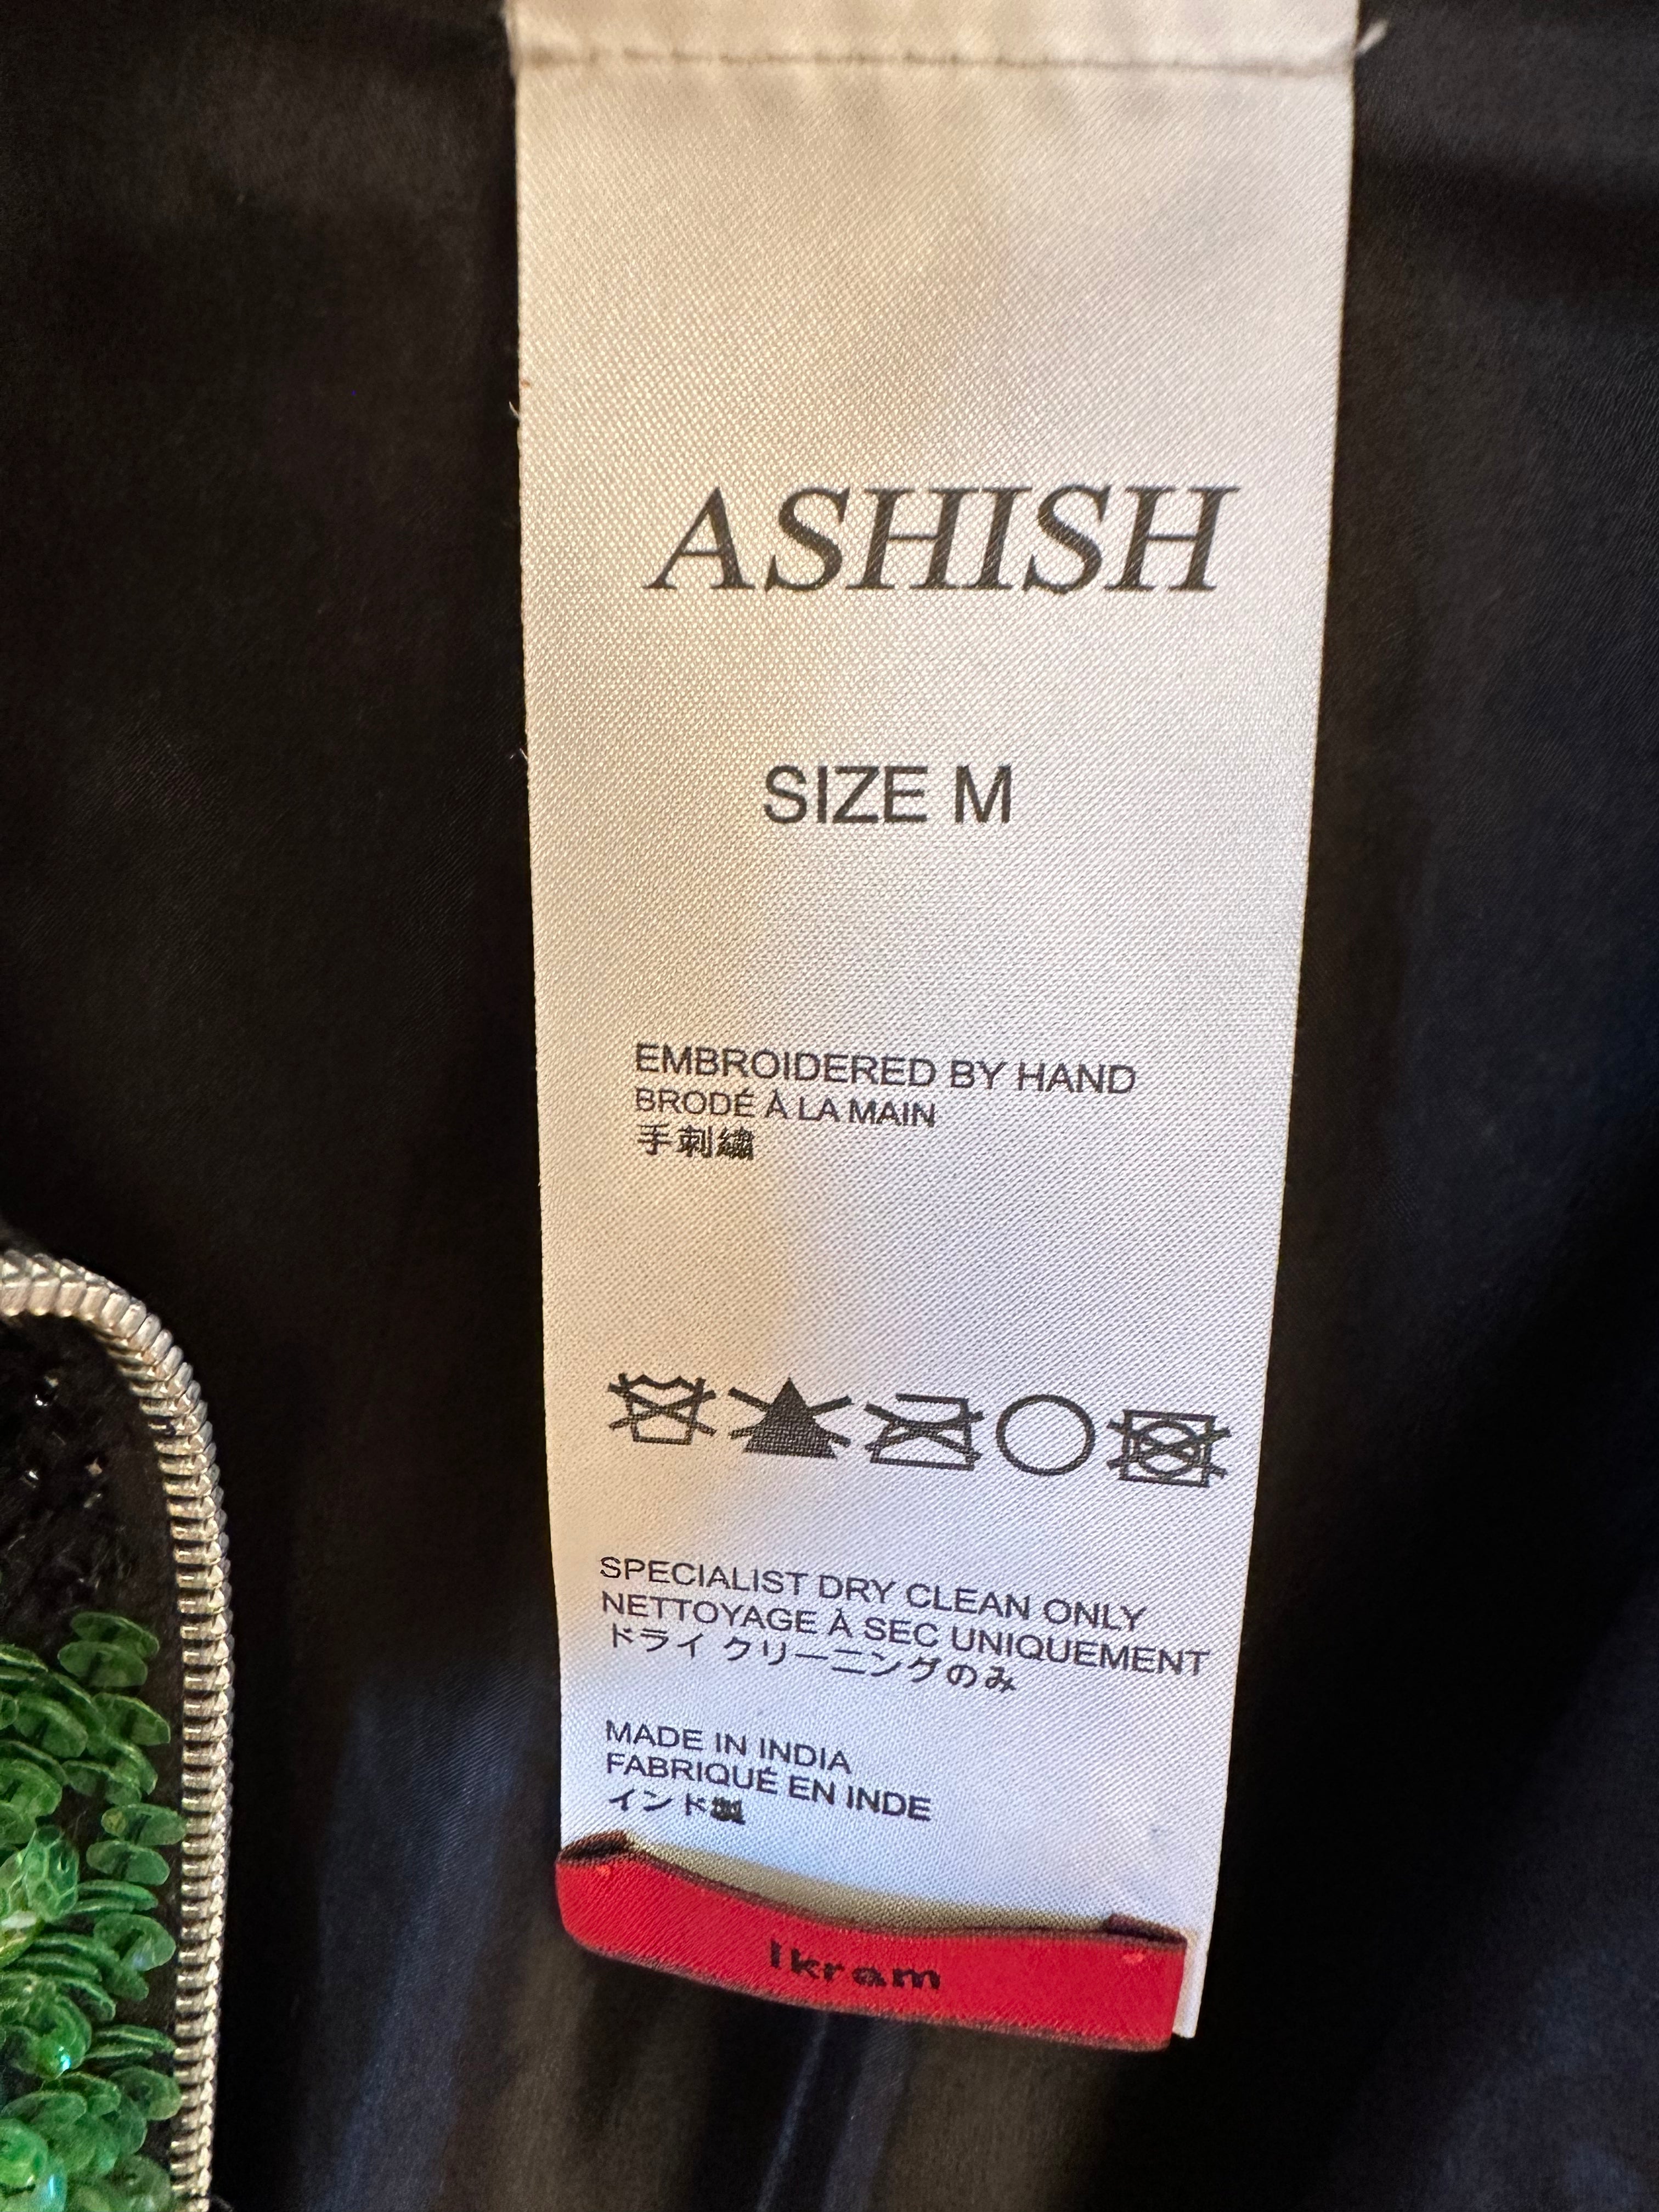 ASHISH
SIZE M
EMBROIDERED BY HAND
BRODÉ À LA MAIN
手刺繍
SPECIALIST DRY CLEAN ONLY
NETTOYAGE À SEC UNIQUEMENT
ドライ クリーニングのみ
MADE IN INDIA
FABRIQUÉ EN INDE
インド製
Ikram